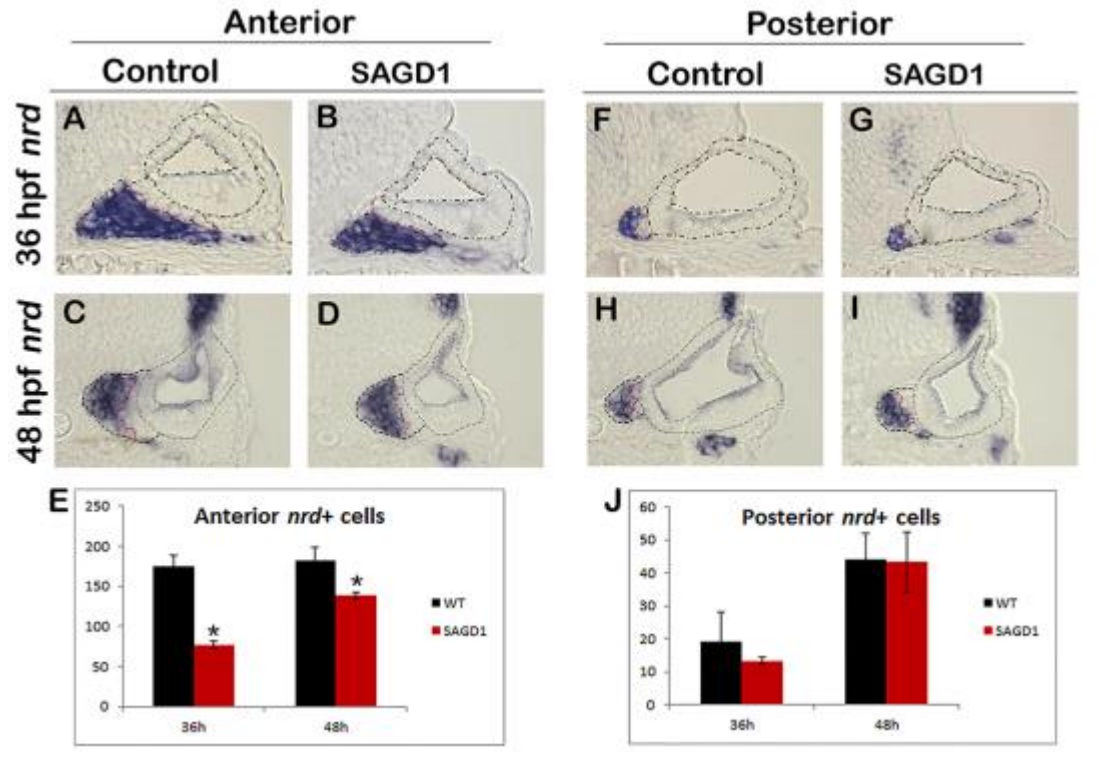 Anterior
Posterior
Control
SAGD1
Control
SAGD1
36 hpf nrd
A
B
F
G
48 hpf nrd
C
D
H
I
E
Anterior nrd+ cells
250
200
150
100
50
0
*
*
36h
48h
WT
SAGD1
J
Posterior nrd+ cells
60
50
40
30
20
10
0
36h
48h
WT
SAGD1